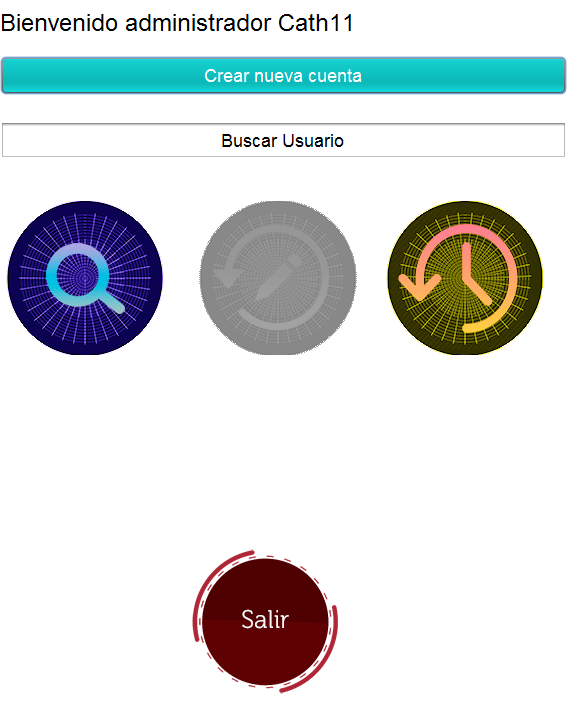 Bienvenido administrador Cath11
Crear nueva cuenta
Buscar Usuario
Salir